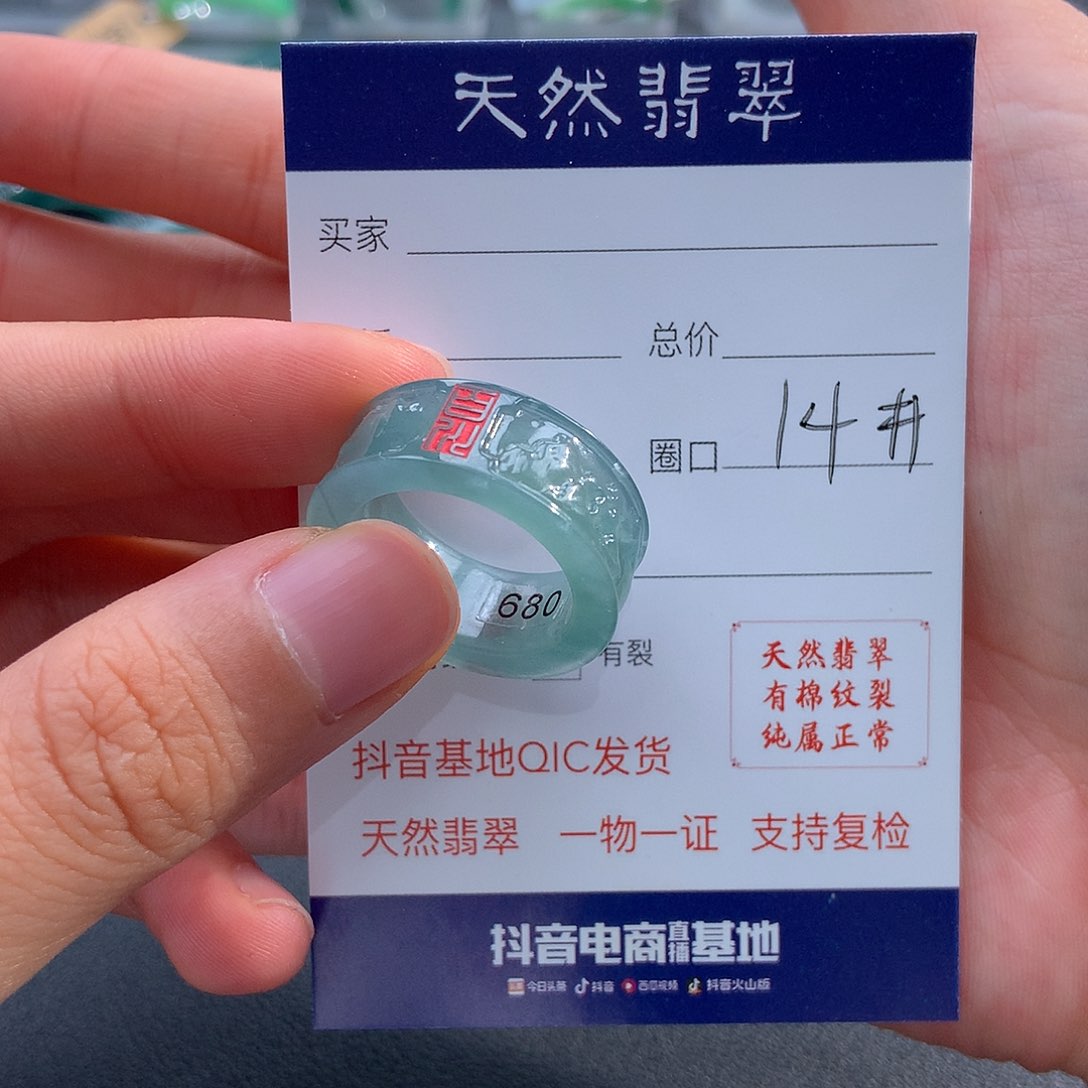 天然翡翠
买家
总价
圈口 14#
680
有裂
天然翡翠
有棉纹裂
纯属正常
抖音基地QIC发货
天然翡翠 一物一证 支持复检
抖音电商直播基地
今日头条 抖音 西瓜视频 抖音火山版